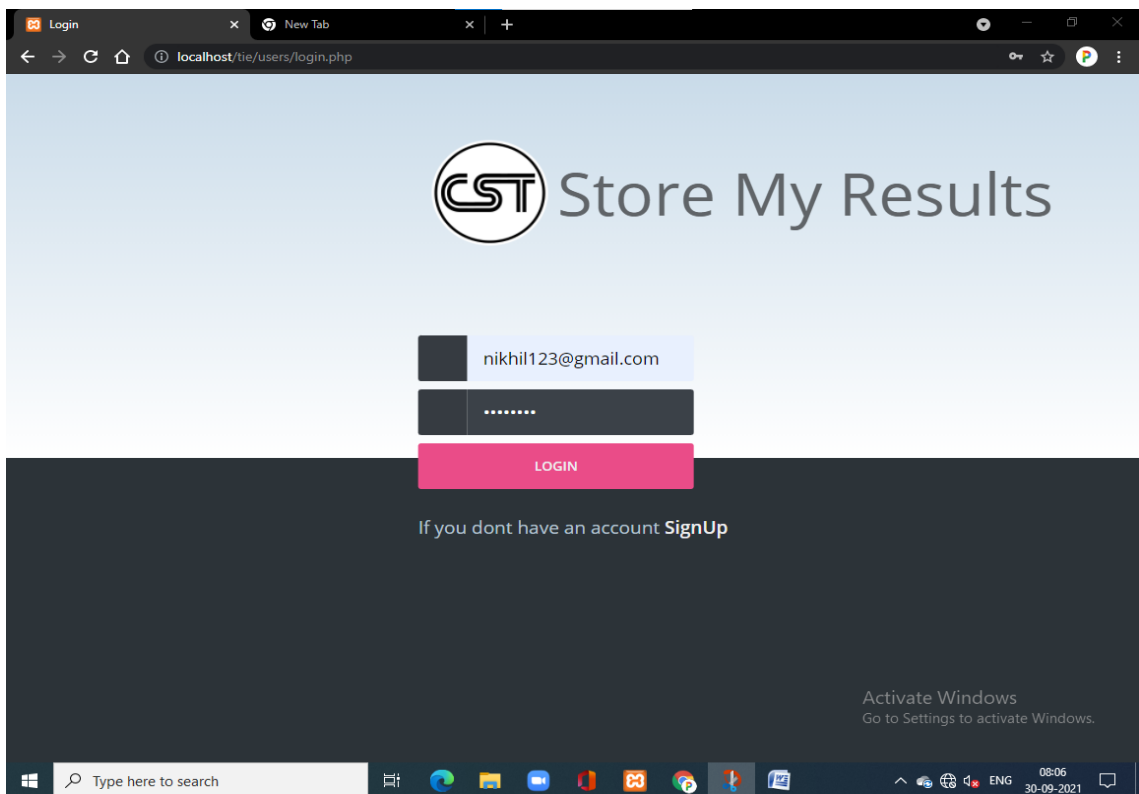 Login
New Tab
localhost/tie/users/login.php
P
CST Store My Results
nikhil123@gmail.com
••••••••
LOGIN
If you dont have an account SignUp
Activate Windows
Go to Settings to activate Windows.
Type here to search
ENG
08:06
30-09-2021